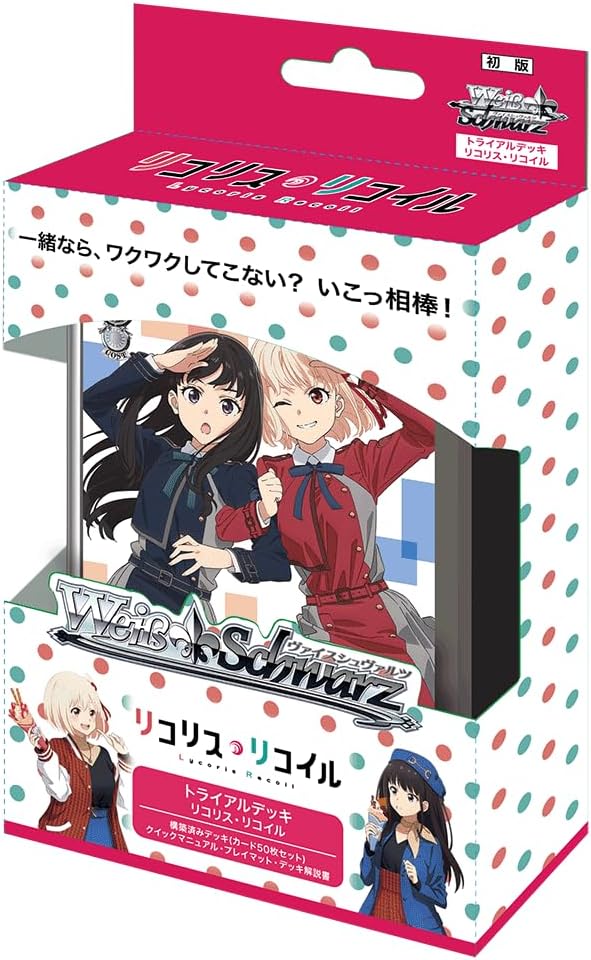 初版
Weiß Schwarz
トライアルデッキ
リコリス・リコイル
リコリス・リコイル
Lycoris Recoil
一緒なら、ワクワクしてこない? いこっ相棒!
COST
Weiß Schwarz
ヴァイスシュヴァルツ
リコリス・リコイル
Lycoris Recoil
トライアルデッキ
リコリス・リコイル
構築済みデッキ(カード50枚セット)
クイックマニュアル・プレイマット・デッキ解説書